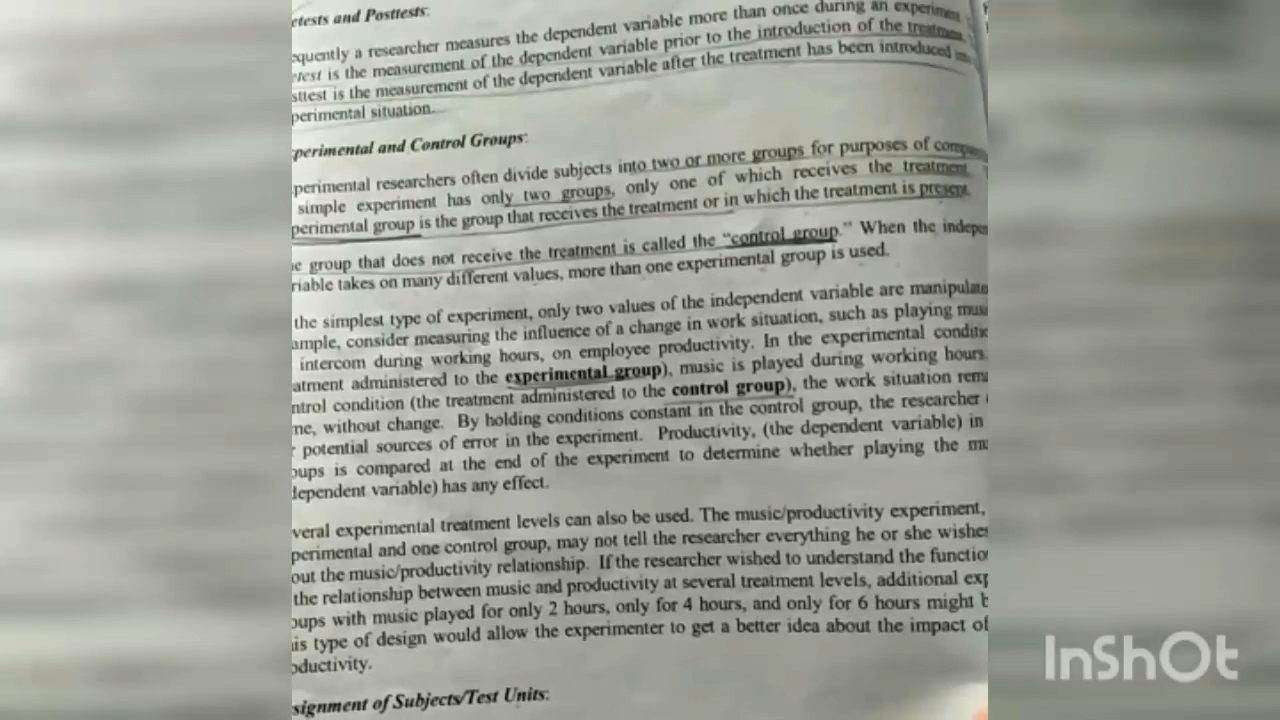 etests and Posttests:
equently a researcher measures the dependent variable more than once during an experiment
etest is the measurement of the dependent variable prior to the introduction of the treatment
sttest is the measurement of the dependent variable after the treatment has been introduced
perimental situation.
perimental and Control Groups:
perimental researchers often divide subjects into two or more groups for purposes of
simple experiment has only two groups, only one of which receives the treatment.
perimental group is the group that receives the treatment or in which the treatment is present.
e group that does not receive the treatment is called the "control group." When the indepe
riable takes on many different values, more than one experimental group is used.
the simplest type of experiment, only two values of the independent variable are manipulate
ample, consider measuring the influence of a change in work situation, such as playing mus
intercom during working hours, on employee productivity. In the experimental conditio
atment administered to the experimental group), music is played during working hours.
ntrol condition (the treatment administered to the control group), the work situation rem
me, without change. By holding conditions constant in the control group, the researcher
r potential sources of error in the experiment. Productivity, (the dependent variable) in
oups is compared at the end of the experiment to determine whether playing the mu
dependent variable) has any effect.
veral experimental treatment levels can also be used. The music/productivity experiment,
perimental and one control group, may not tell the researcher everything he or she wishes
out the music/productivity relationship. If the researcher wished to understand the functio
the relationship between music and productivity at several treatment levels, additional exp
oups with music played for only 2 hours, only for 4 hours, and only for 6 hours might b
is type of design would allow the experimenter to get a better idea about the impact of
oductivity.
signment of Subjects/Test Units:
InShOt